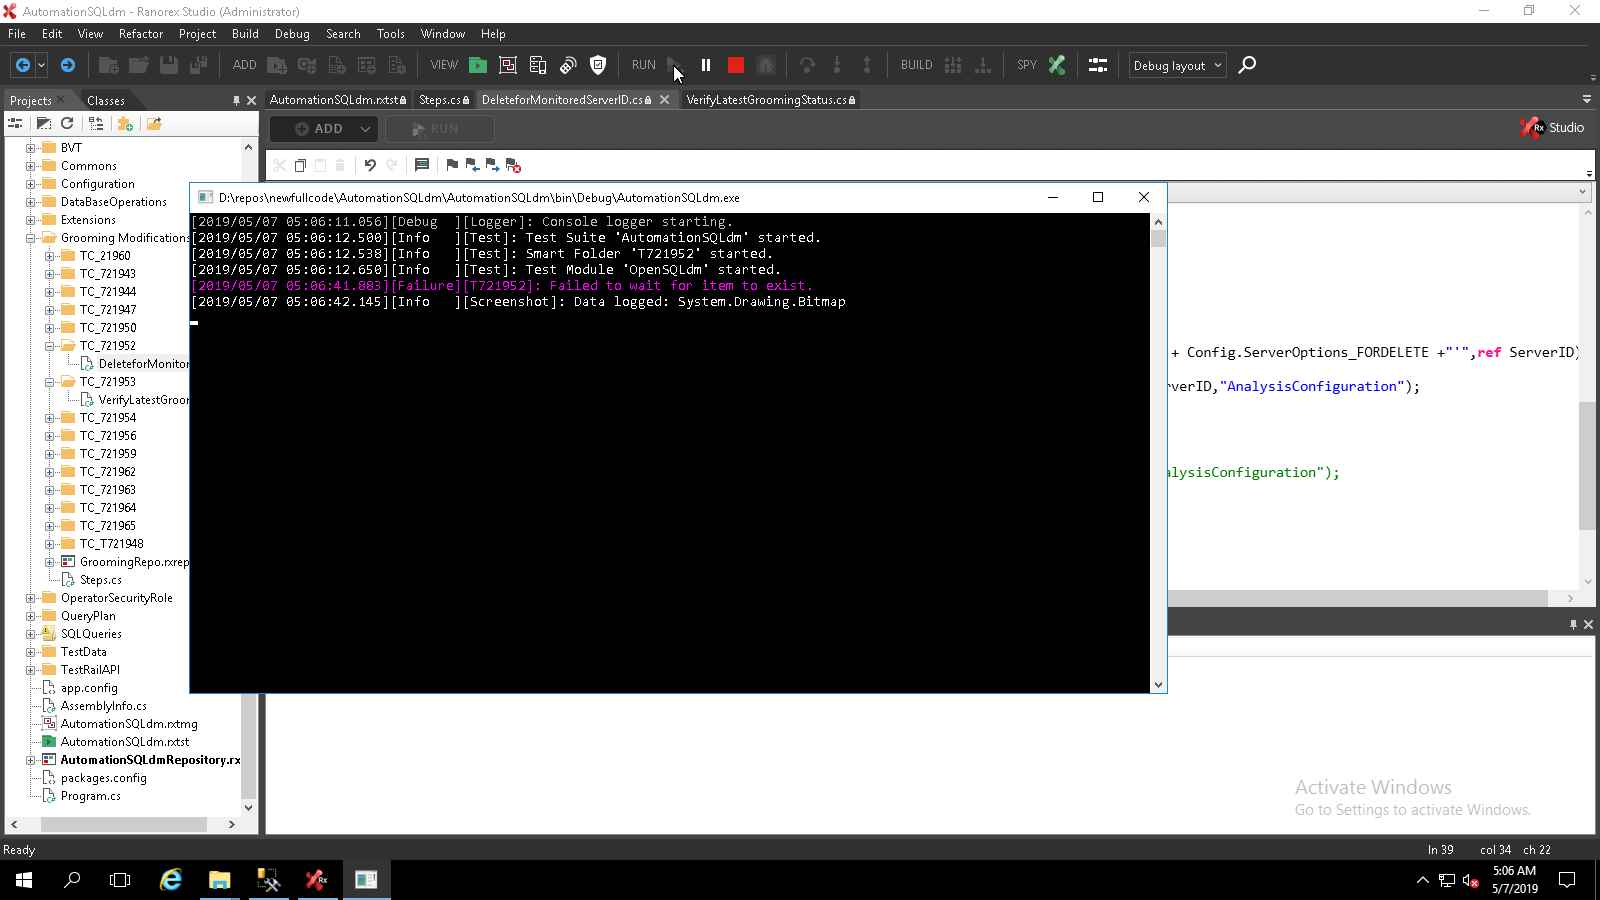 AutomationSQLdm - Ranorex Studio (Administrator)
File Edit View Refactor Project Build Debug Search Tools Window Help
ADD VIEW RUN BUILD SPY Debug layout
Projects Classes AutomationSQLdm.rxtst Steps.cs DeleteforMonitoredServerID.cs VerifyLatestGroomingStatus.cs
ADD RUN Rx Studio
BVT
Commons
Configuration
DataBaseOperations
Extensions
Grooming Modifications
TC_21960
TC_721943
TC_721944
TC_721947
TC_721950
TC_721952
DeleteforMonitor
TC_721953
VerifyLatestGroor
TC_721954
TC_721956
TC_721959
TC_721962
TC_721963
TC_721964
TC_721965
TC_T721948
GroomingRepo.rxrep
Steps.cs
OperatorSecurityRole
QueryPlan
SQLQueries
TestData
TestRailAPI
app.config
AssemblyInfo.cs
AutomationSQLdm.rxtmg
AutomationSQLdm.rxtst
AutomationSQLdmRepository.rx
packages.config
Program.cs
D:\repos\newfullcode\AutomationSQLdm\AutomationSQLdm\bin\Debug\AutomationSQLdm.exe
[2019/05/07 05:06:11.056][Debug  ][Logger]: Console logger starting.
[2019/05/07 05:06:12.500][Info   ][Test]: Test Suite 'AutomationSQLdm' started.
[2019/05/07 05:06:12.538][Info   ][Test]: Smart Folder 'T721952' started.
[2019/05/07 05:06:12.650][Info   ][Test]: Test Module 'OpenSQLdm' started.
[2019/05/07 05:06:41.883][Failure][T721952]: Failed to wait for item to exist.
[2019/05/07 05:06:42.145][Info   ][Screenshot]: Data logged: System.Drawing.Bitmap
+ Config.ServerOptions_FORDELETE +"'",ref ServerID)
rverID,"AnalysisConfiguration");
alysisConfiguration");
Activate Windows
Go to Settings to activate Windows.
Ready ln 39 col 34 ch 22
Rx
5:06 AM
5/7/2019